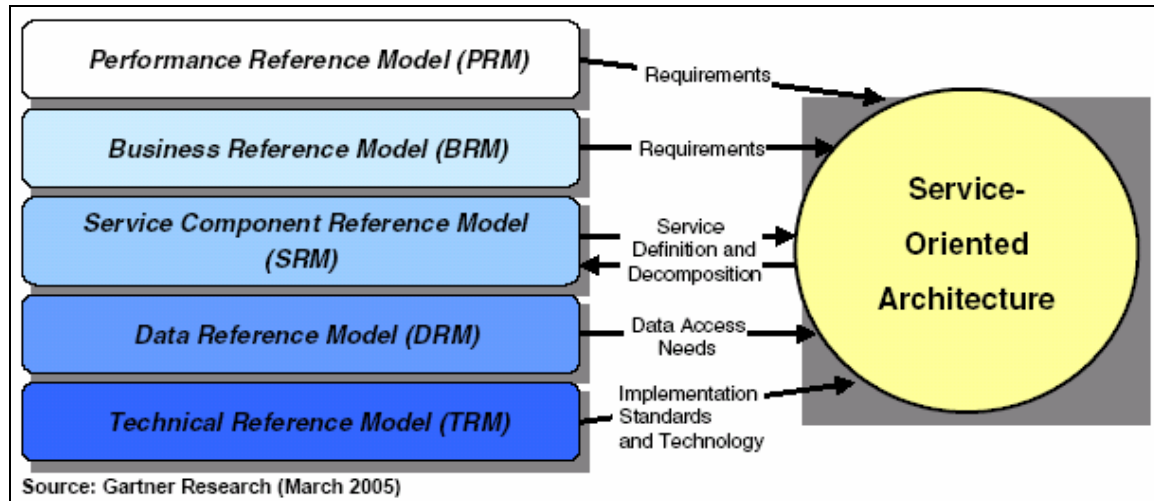 Performance Reference Model (PRM)
Requirements
Business Reference Model (BRM)
Requirements
Service Component Reference Model
(SRM)
Service
Definition and
Decomposition
Data Reference Model (DRM)
Data Access
Needs
Technical Reference Model (TRM)
Implementation
Standards
and Technology
Service-
Oriented
Architecture
Source: Gartner Research (March 2005)